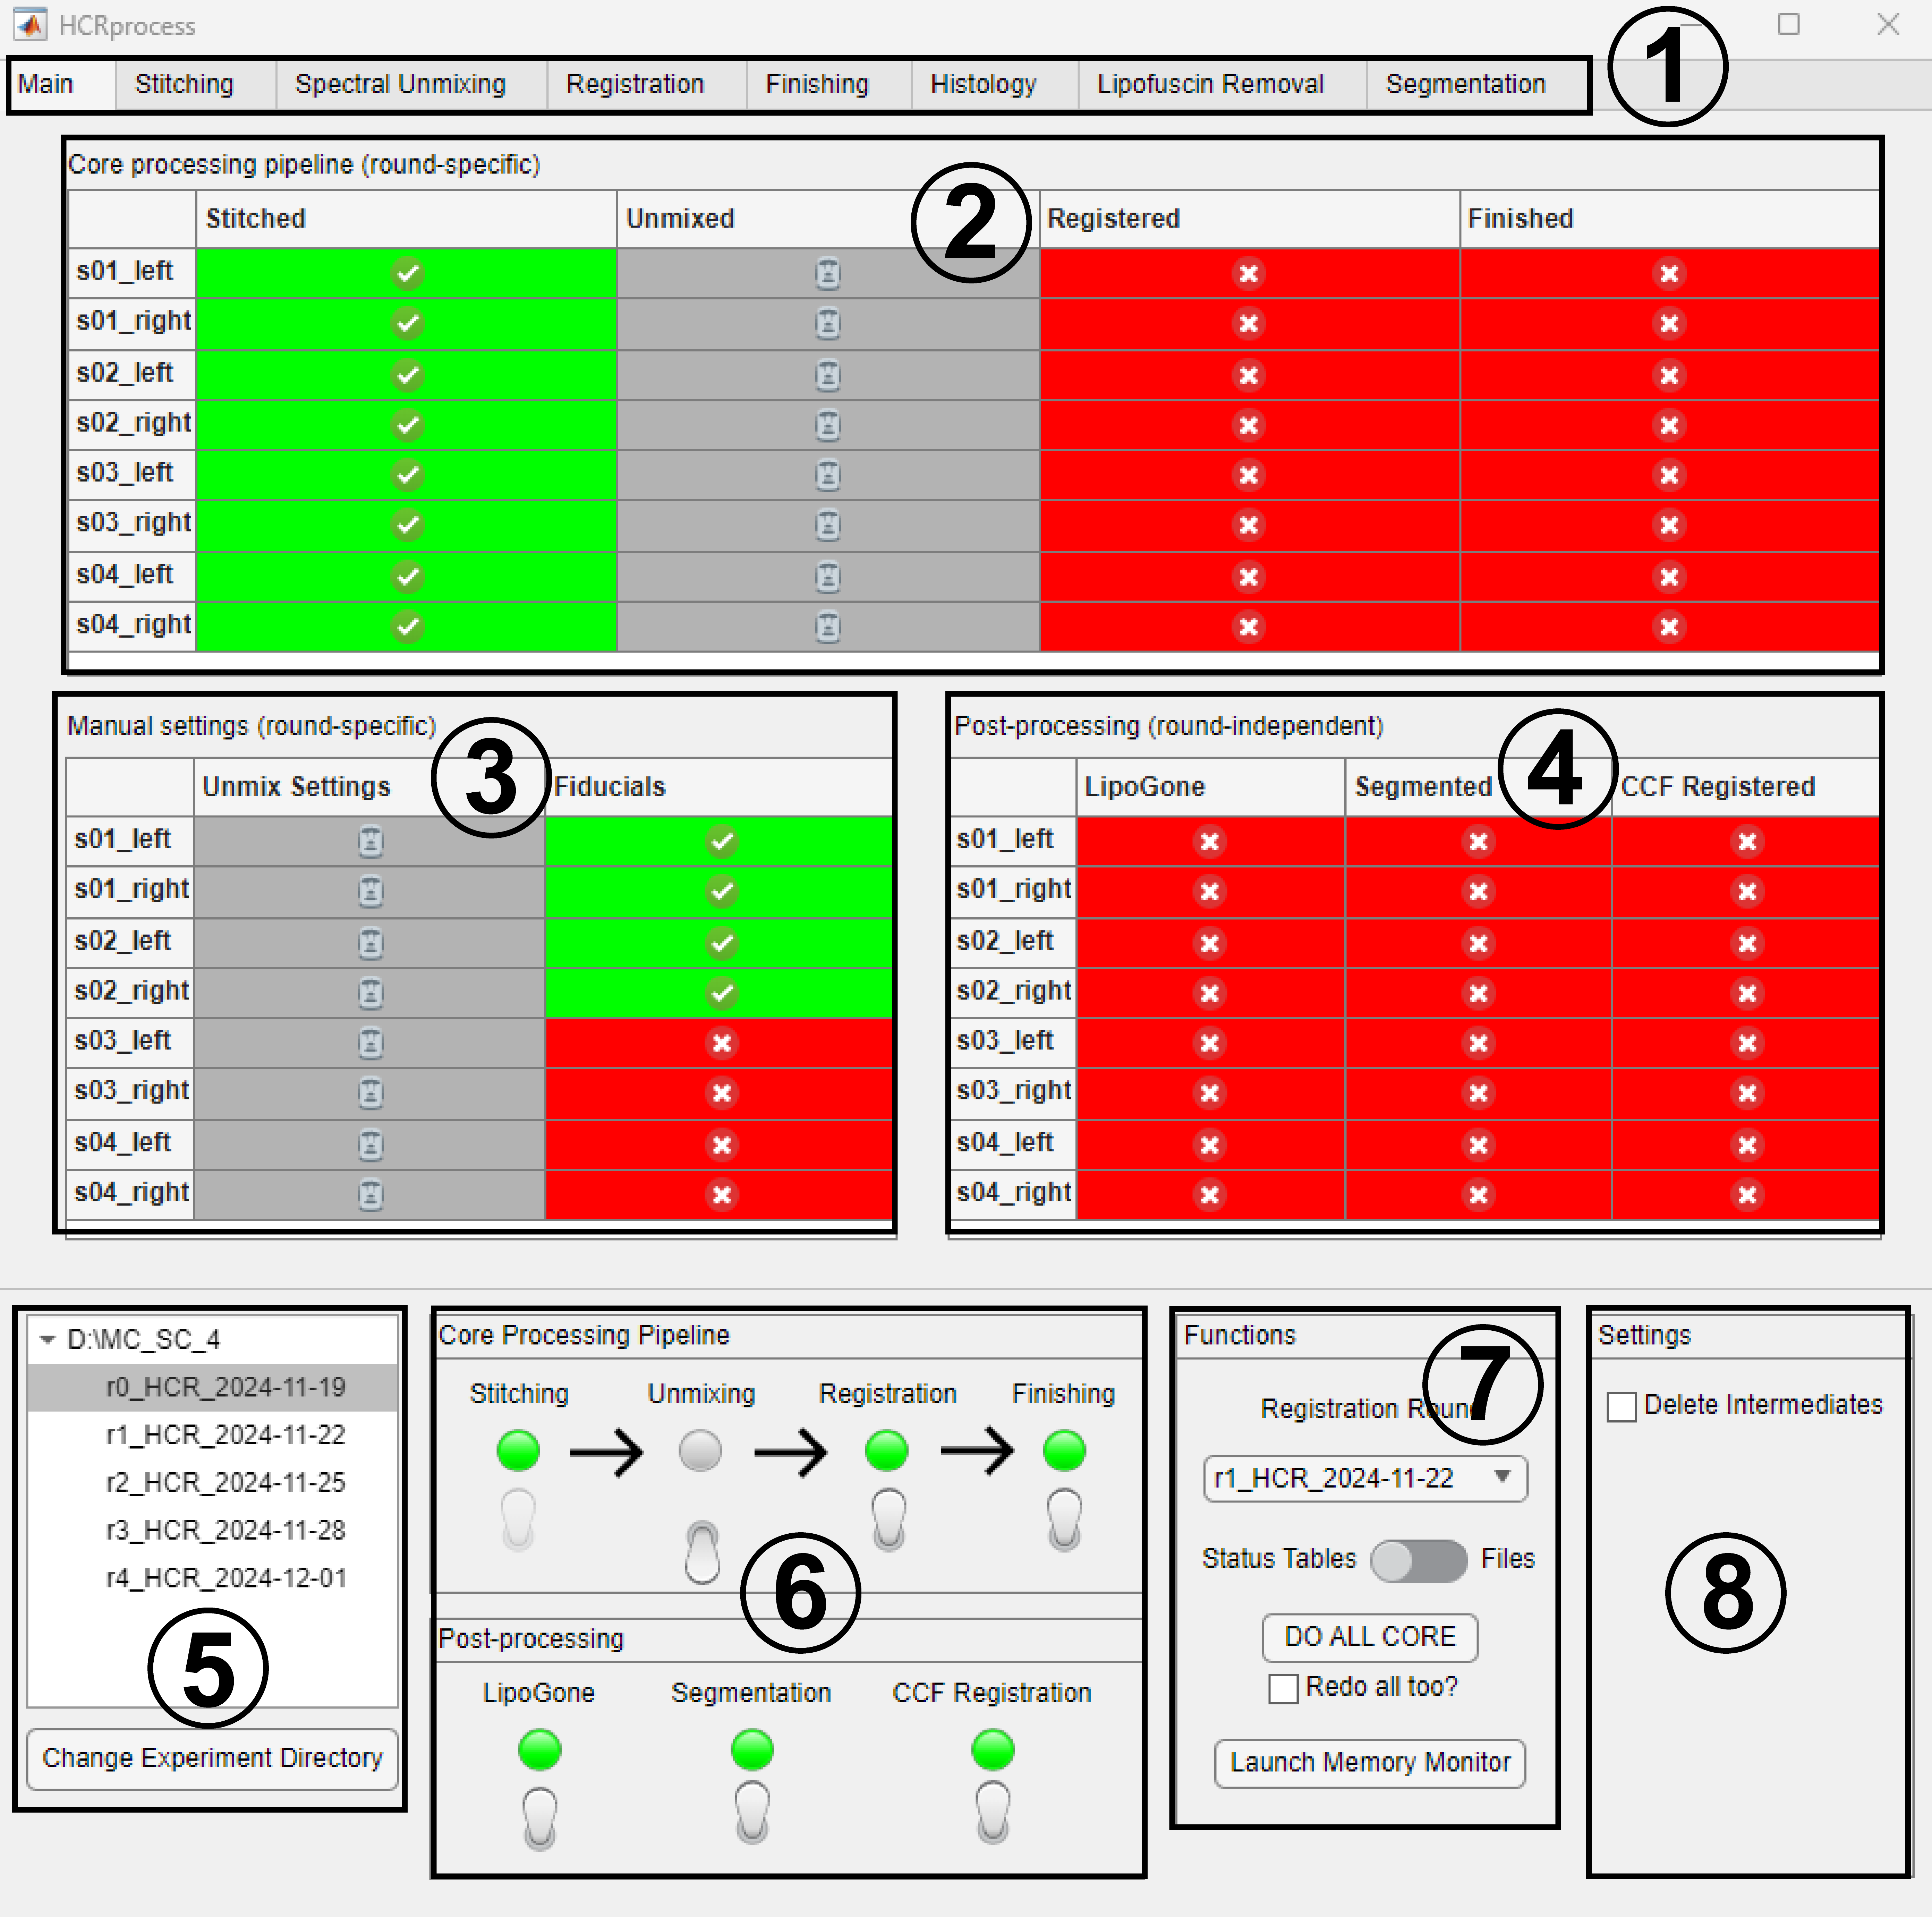 HCRprocess
1
Main Stitching Spectral Unmixing Registration Finishing Histology Lipofuscin Removal Segmentation
Core processing pipeline (round-specific)
2
Stitched Unmixed Registered Finished
s01_left
s01_right
s02_left
s02_right
s03_left
s03_right
s04_left
s04_right
Manual settings (round-specific)
3
Unmix Settings Fiducials
s01_left
s01_right
s02_left
s02_right
s03_left
s03_right
s04_left
s04_right
Post-processing (round-independent)
4
LipoGone Segmented CCF Registered
s01_left
s01_right
s02_left
s02_right
s03_left
s03_right
s04_left
s04_right
D:\MC_SC_4
r0_HCR_2024-11-19
r1_HCR_2024-11-22
r2_HCR_2024-11-25
r3_HCR_2024-11-28
r4_HCR_2024-12-01
5
Change Experiment Directory
Core Processing Pipeline
Stitching Unmixing Registration Finishing
6
Post-processing
LipoGone Segmentation CCF Registration
Functions
7
Registration Roun
r1_HCR_2024-11-22
Status Tables Files
DO ALL CORE
Redo all too?
Launch Memory Monitor
Settings
Delete Intermediates
8